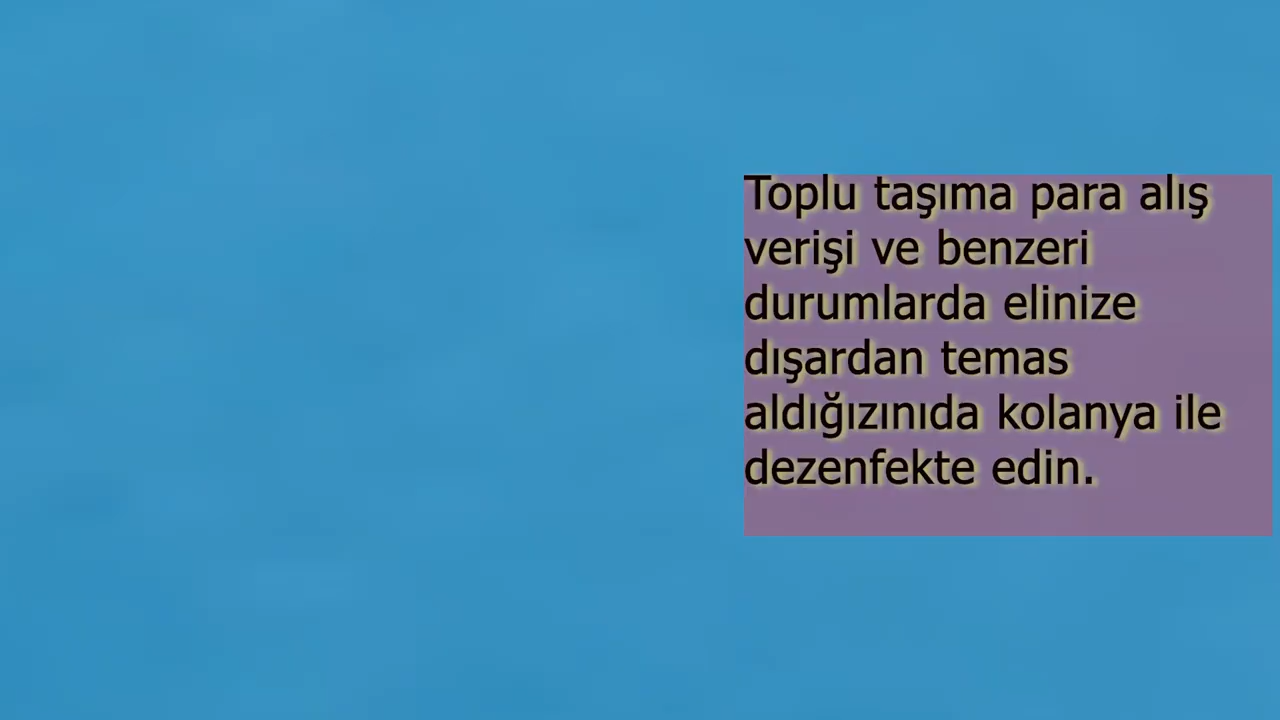 Toplu taşıma para alış
verişi ve benzeri
durumlarda elinize
dışardan temas
aldığızınıda kolanya ile
dezenfekte edin.